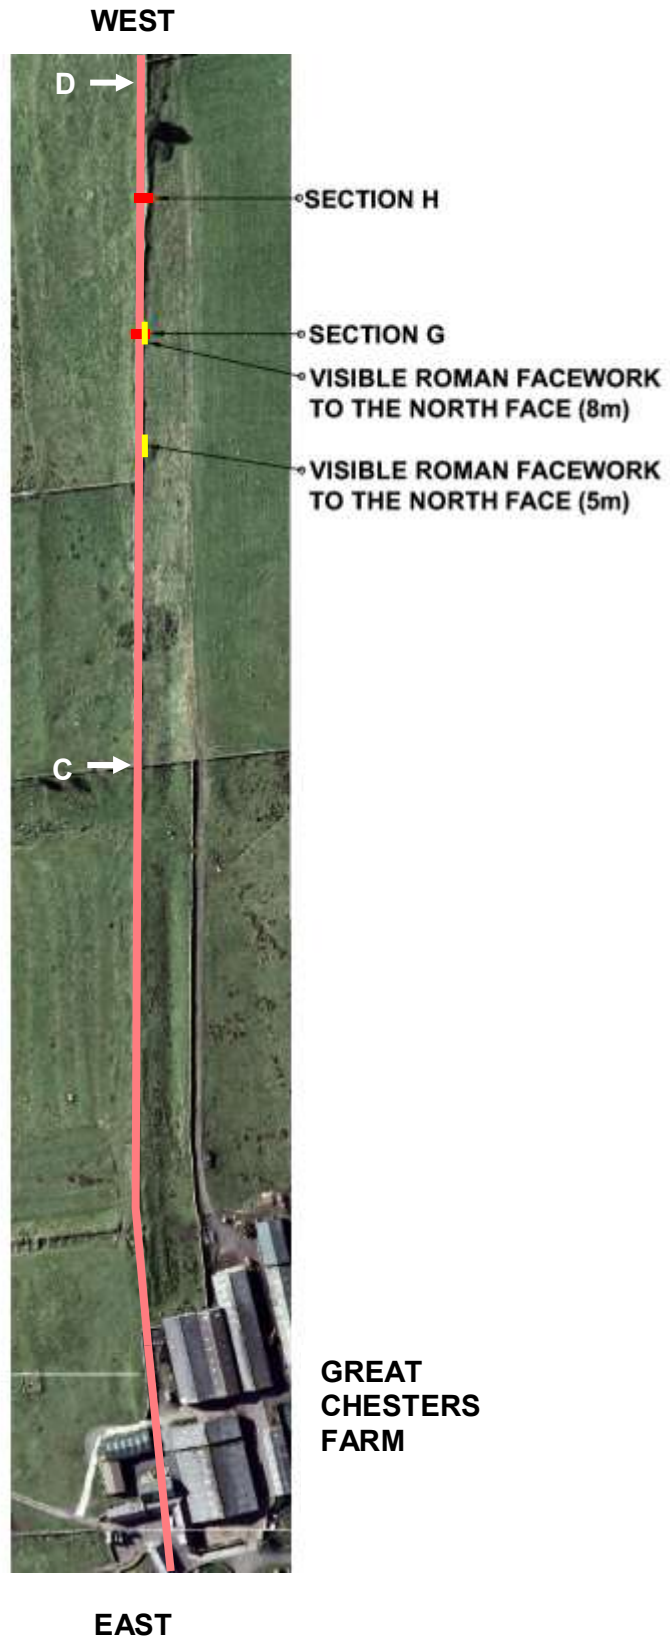 WEST
D
SECTION H
SECTION G
VISIBLE ROMAN FACEWORK
TO THE NORTH FACE (8m)
VISIBLE ROMAN FACEWORK
TO THE NORTH FACE (5m)
C
GREAT
CHESTERS
FARM
EAST